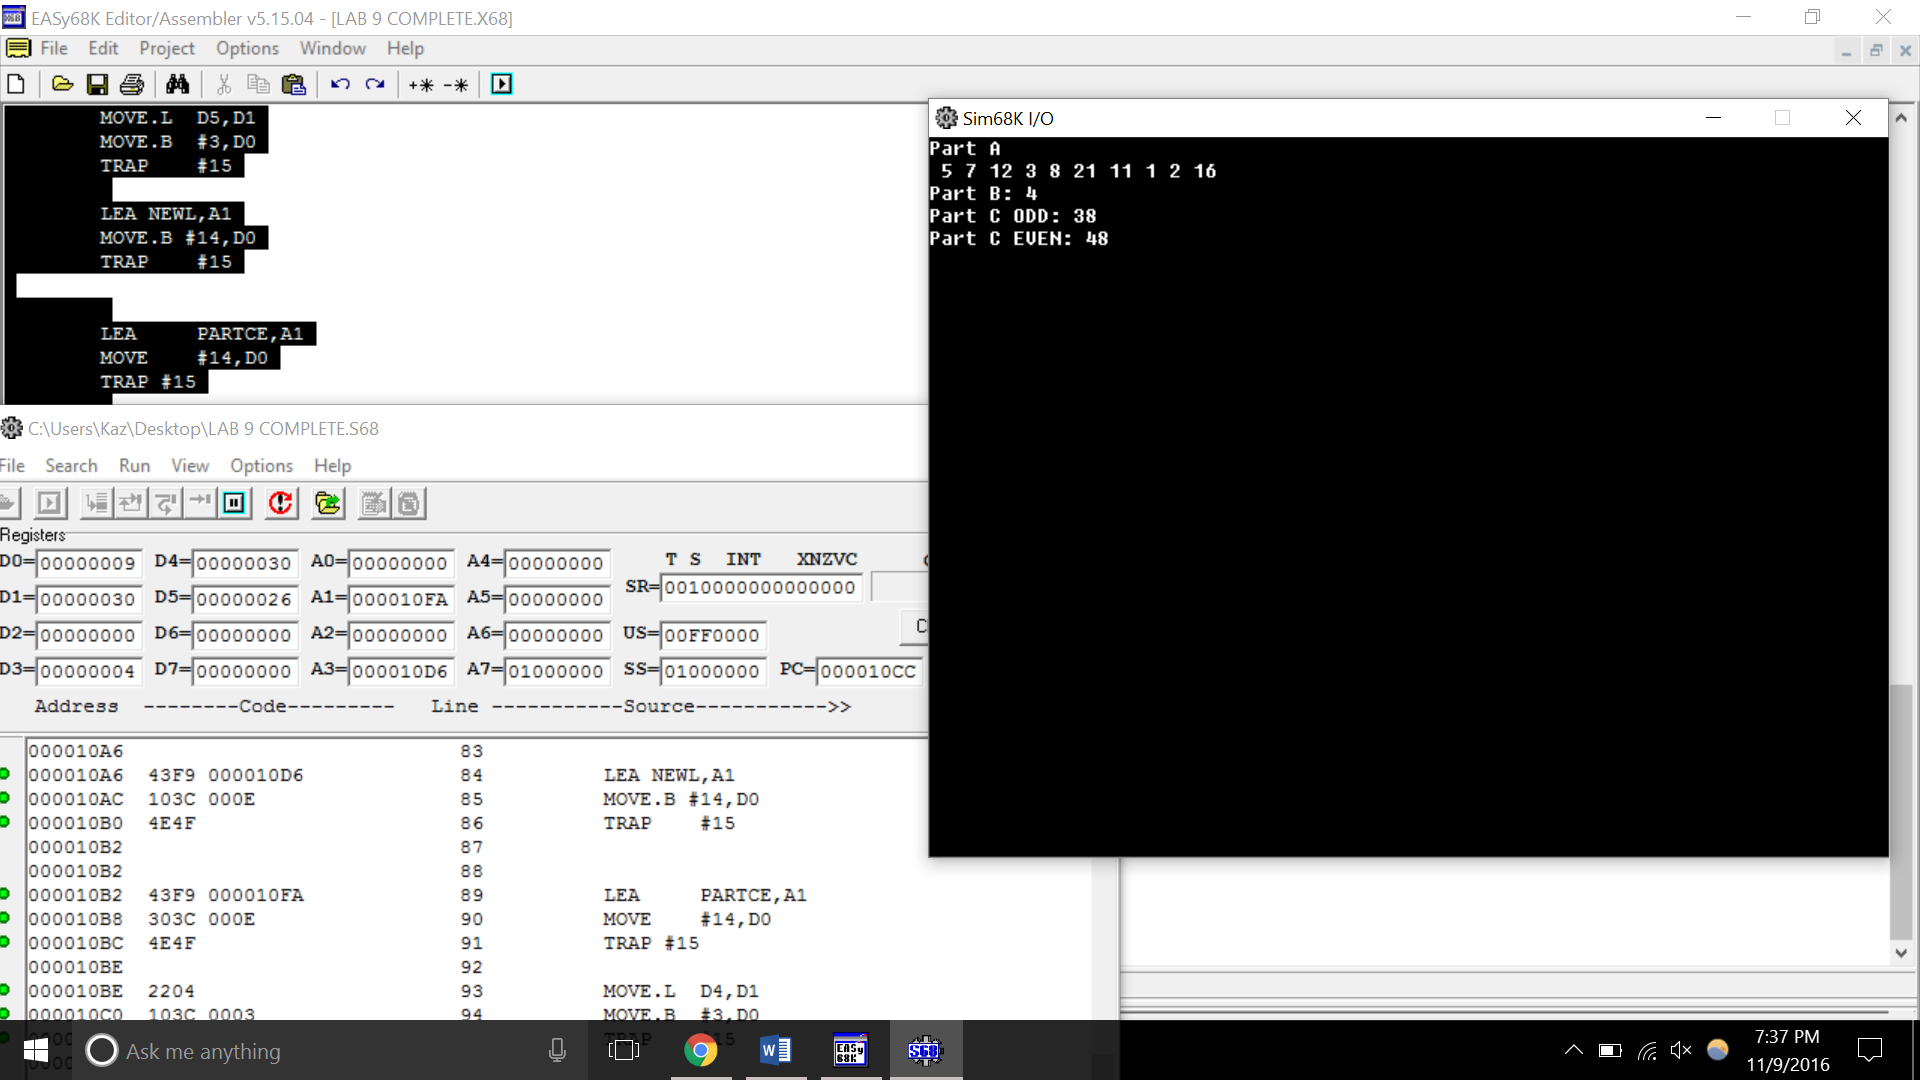 EASy68K Editor/Assembler v5.15.04 - [LAB 9 COMPLETE.X68]
File Edit Project Options Window Help
MOVE.L D5,D1
MOVE.B #3,D0
TRAP #15
LEA NEWL,A1
MOVE.B #14,D0
TRAP #15
LEA PARTCE,A1
MOVE #14,D0
TRAP #15
Sim68K I/O
Part A
5 7 12 3 8 21 11 1 2 16
Part B: 4
Part C ODD: 38
Part C EVEN: 48
C:\Users\Kaz\Desktop\LAB 9 COMPLETE.S68
File Search Run View Options Help
Registers
T S INT XNZVC
D0=00000009 D4=00000030 A0=00000000 A4=00000000
SR=0010000000000000
D1=00000030 D5=00000026 A1=000010FA A5=00000000
D2=00000000 D6=00000000 A2=00000000 A6=00000000 US=00FF0000
D3=00000004 D7=00000000 A3=000010D6 A7=01000000 SS=01000000 PC=000010CC
Address --------Code--------- Line -----------Source----------->>
000010A6 83
000010A6 43F9 000010D6 84 LEA NEWL,A1
000010AC 103C 000E 85 MOVE.B #14,D0
000010B0 4E4F 86 TRAP #15
000010B2 87
000010B2 88
000010B2 43F9 000010FA 89 LEA PARTCE,A1
000010B8 303C 000E 90 MOVE #14,D0
000010BC 4E4F 91 TRAP #15
000010BE 92
000010BE 2204 93 MOVE.L D4,D1
000010C0 103C 0003 94 MOVE.B #3,D0
Ask me anything
EASy
68K
S68
7:37 PM
11/9/2016